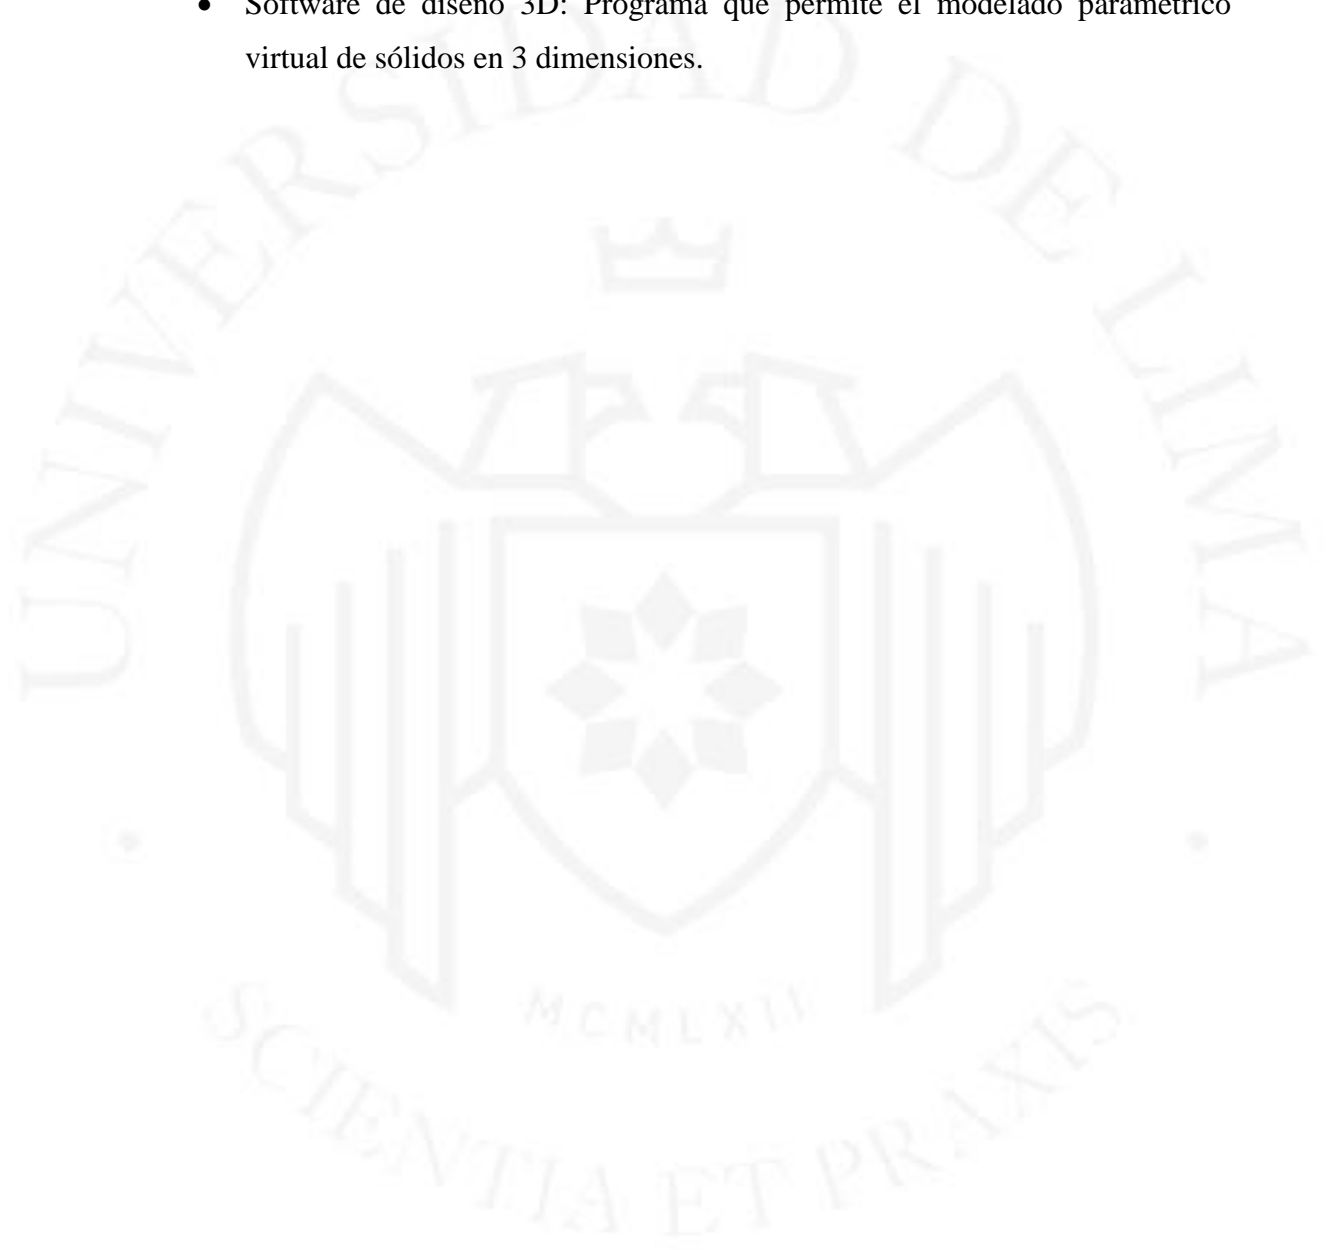 • Software de diseño 3D: Programa que permite el modelado paramétrico
virtual de sólidos en 3 dimensiones.
UNIVERSIDAD DE LIMA
MCMLXII
SCIENTIA ET PRAXIS